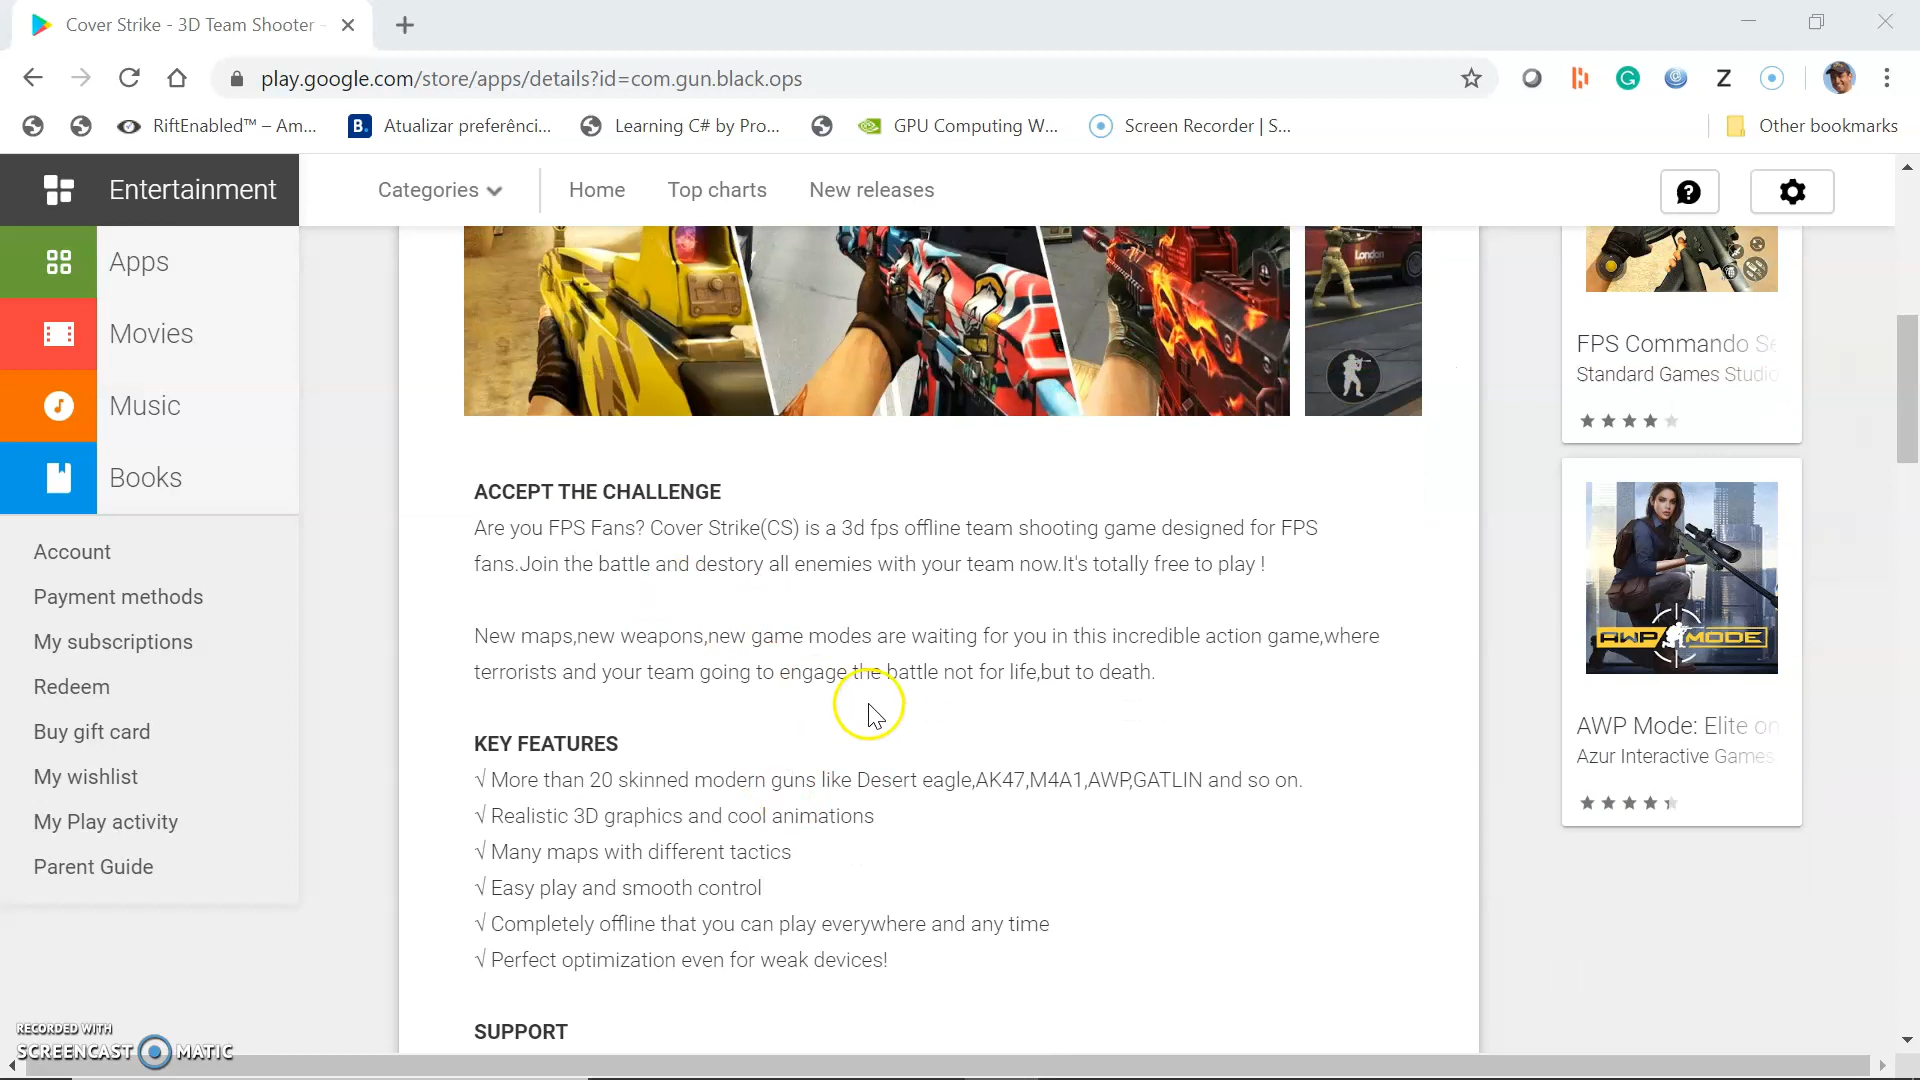 Cover Strike - 3D Team Shooter -
play.google.com/store/apps/details?id=com.gun.black.ops
RiftEnabled™ – Am...
B.
Atualizar preferênci...
Learning C# by Pro...
GPU Computing W...
Screen Recorder | S...
Other bookmarks
Entertainment
Categories
Home
Top charts
New releases
Apps
Movies
Music
Books
Account
Payment methods
My subscriptions
Redeem
Buy gift card
My wishlist
My Play activity
Parent Guide
London
ACCEPT THE CHALLENGE
Are you FPS Fans? Cover Strike(CS) is a 3d fps offline team shooting game designed for FPS
fans.Join the battle and destory all enemies with your team now.It's totally free to play !
New maps,new weapons,new game modes are waiting for you in this incredible action game,where
terrorists and your team going to engage the battle not for life,but to death.
KEY FEATURES
√ More than 20 skinned modern guns like Desert eagle,AK47,M4A1,AWP,GATLIN and so on.
√ Realistic 3D graphics and cool animations
√ Many maps with different tactics
√ Easy play and smooth control
√ Completely offline that you can play everywhere and any time
√ Perfect optimization even for weak devices!
SUPPORT
FPS Commando Se
Standard Games Studio
AWP MODE
AWP Mode: Elite on
Azur Interactive Games
RECORDED WITH
SCREENCAST MATIC